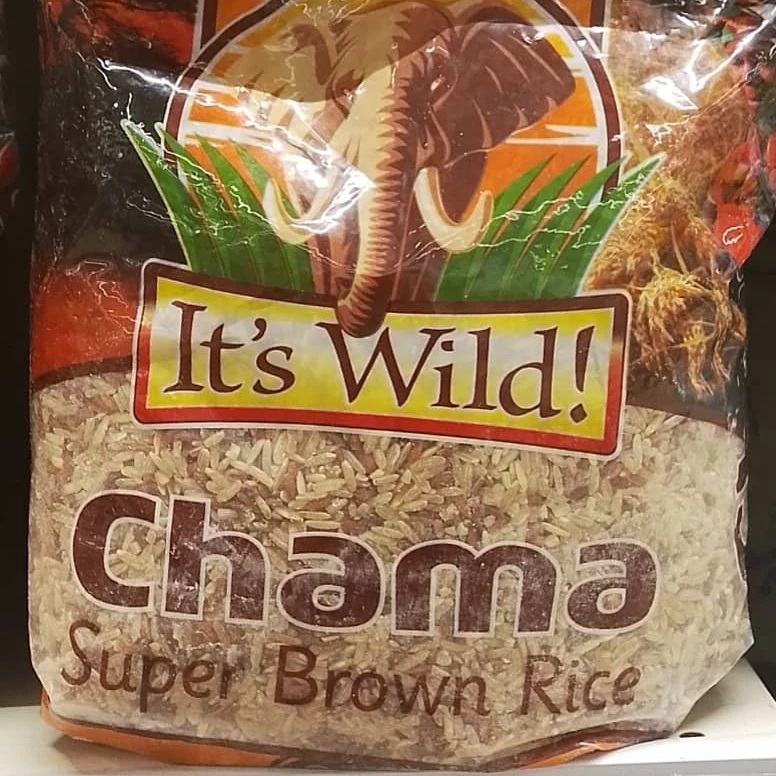 It's Wild!
Chama
Super Brown Rice